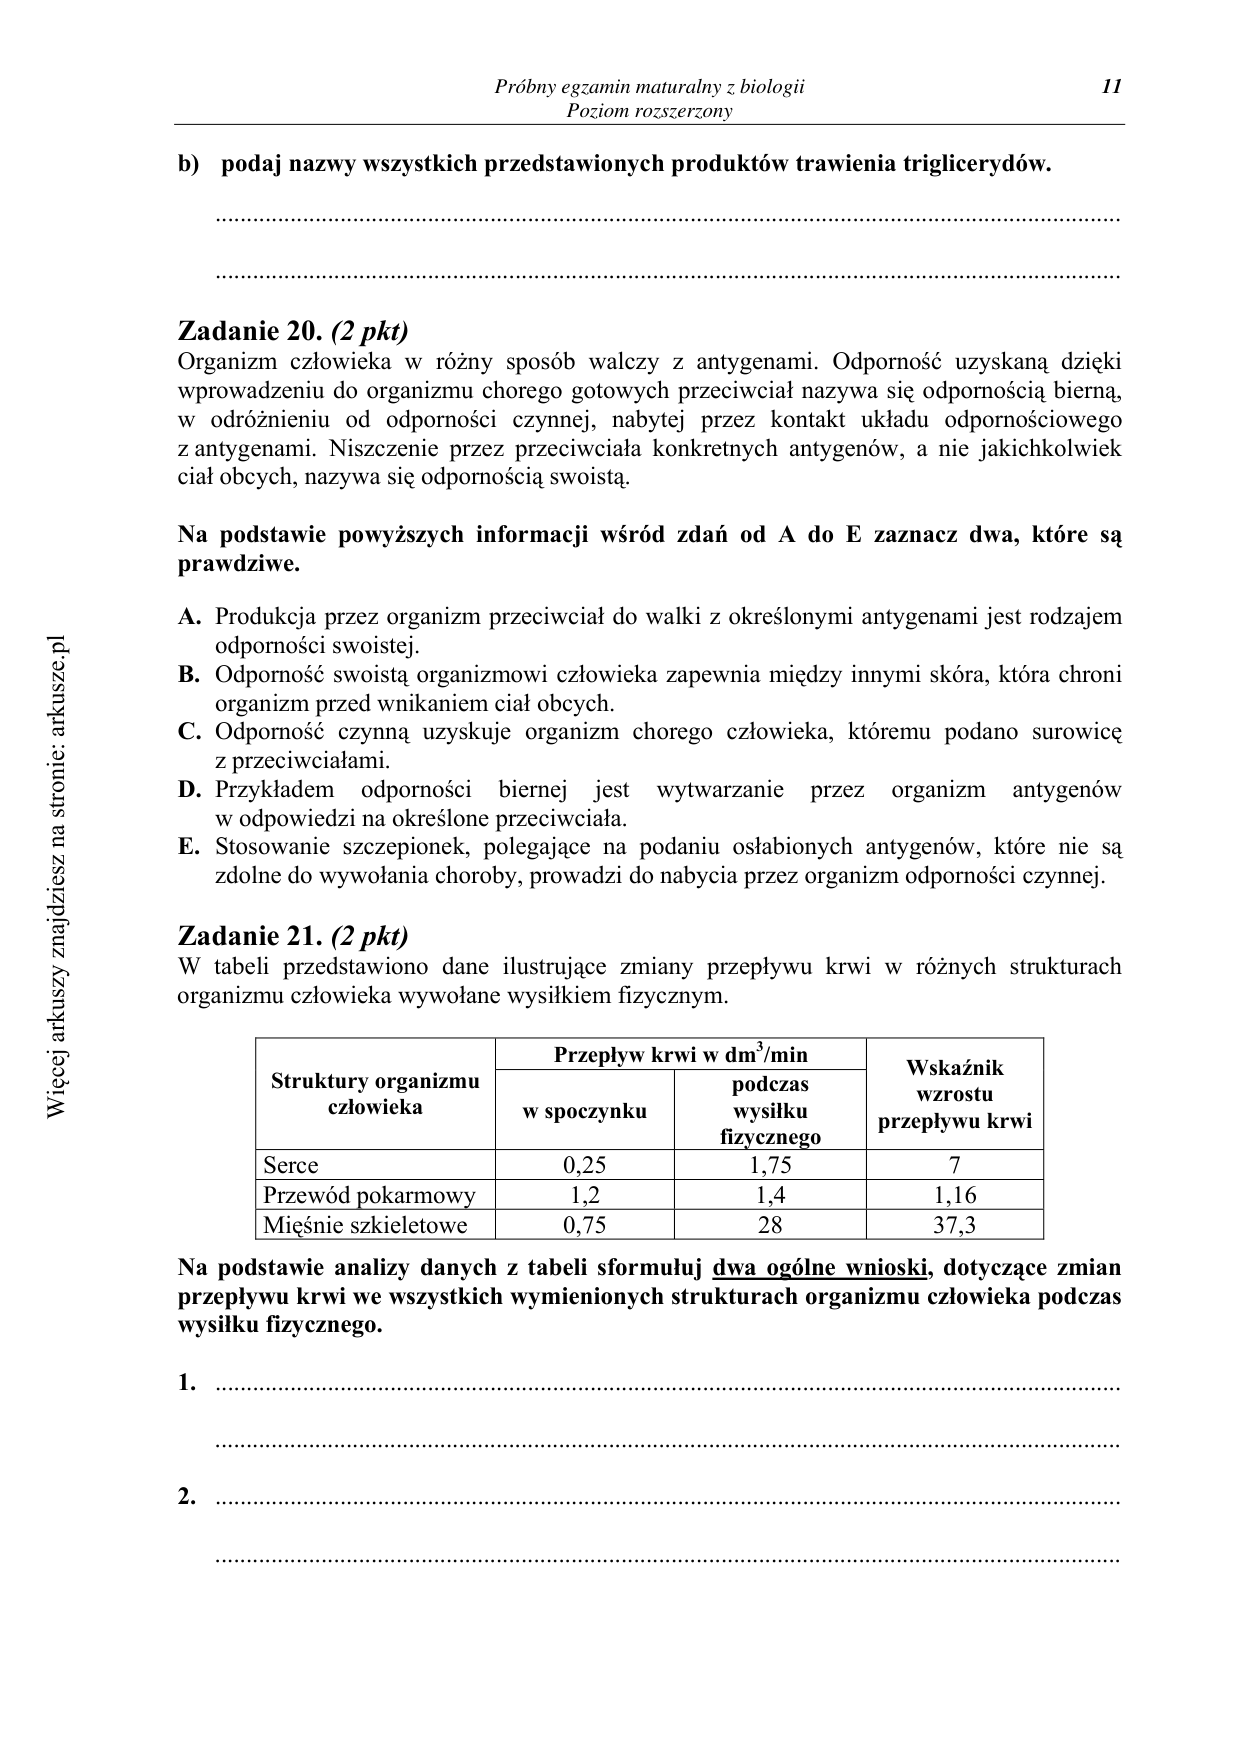 Próbny egzamin maturalny z biologii 11
Poziom rozszerzony
b) podaj nazwy wszystkich przedstawionych produktów trawienia triglicerydów.
................................................................................................................................................
................................................................................................................................................
Zadanie 20. (2 pkt)
Organizm człowieka w różny sposób walczy z antygenami. Odporność uzyskaną dzięki
wprowadzeniu do organizmu chorego gotowych przeciwciał nazywa się odpornością bierną,
w odróżnieniu od odporności czynnej, nabytej przez kontakt układu odpornościowego
z antygenami. Niszczenie przez przeciwciała konkretnych antygenów, a nie jakichkolwiek
ciał obcych, nazywa się odpornością swoistą.
Na podstawie powyższych informacji wśród zdań od A do E zaznacz dwa, które są
prawdziwe.
A. Produkcja przez organizm przeciwciał do walki z określonymi antygenami jest rodzajem
odporności swoistej.
B. Odporność swoistą organizmowi człowieka zapewnia między innymi skóra, która chroni
organizm przed wnikaniem ciał obcych.
C. Odporność czynną uzyskuje organizm chorego człowieka, któremu podano surowicę
z przeciwciałami.
D. Przykładem odporności biernej jest wytwarzanie przez organizm antygenów
w odpowiedzi na określone przeciwciała.
E. Stosowanie szczepionek, polegające na podaniu osłabionych antygenów, które nie są
zdolne do wywołania choroby, prowadzi do nabycia przez organizm odporności czynnej.
Zadanie 21. (2 pkt)
W tabeli przedstawiono dane ilustrujące zmiany przepływu krwi w różnych strukturach
organizmu człowieka wywołane wysiłkiem fizycznym.
Struktury organizmu
człowieka
Przepływ krwi w dm³/min
w spoczynku
podczas
wysiłku
fizycznego
Wskaźnik
wzrostu
przepływu krwi
Serce 0,25 1,75 7
Przewód pokarmowy 1,2 1,4 1,16
Mięśnie szkieletowe 0,75 28 37,3
Na podstawie analizy danych z tabeli sformułuj dwa ogólne wnioski, dotyczące zmian
przepływu krwi we wszystkich wymienionych strukturach organizmu człowieka podczas
wysiłku fizycznego.
1. ................................................................................................................................................
................................................................................................................................................
2. ................................................................................................................................................
................................................................................................................................................
Więcej arkuszy znajdziesz na stronie: arkusze.pl